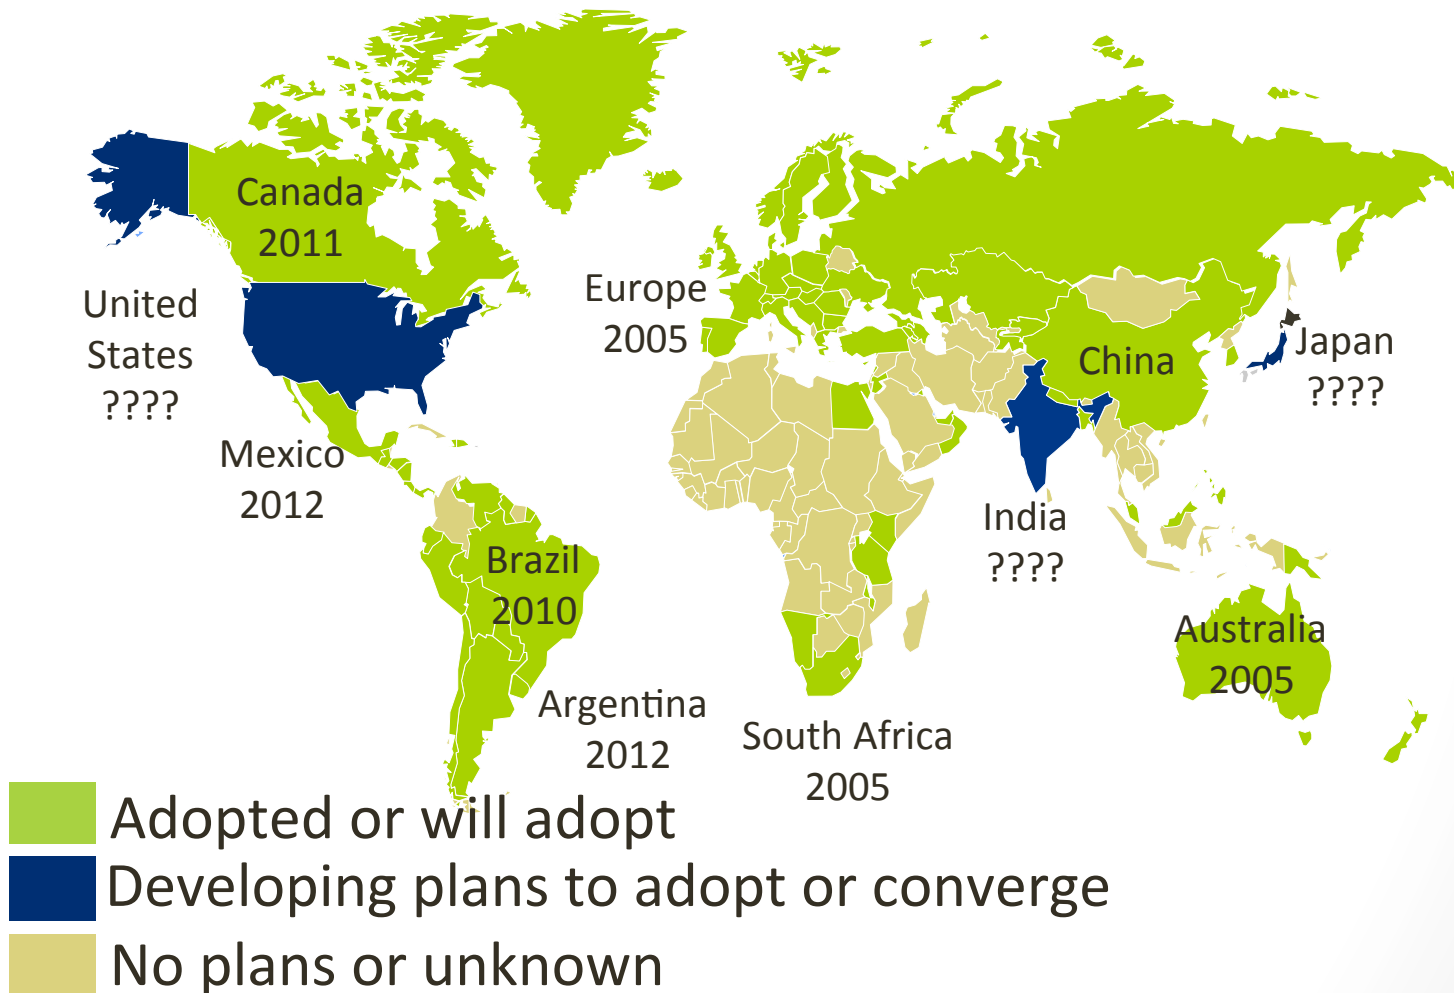 Canada
2011
United
States
????
Mexico
2012
Europe
2005
China
Japan
????
India
????
Brazil
2010
Argentina
2012
South Africa
2005
Australia
2005
Adopted or will adopt
Developing plans to adopt or converge
No plans or unknown